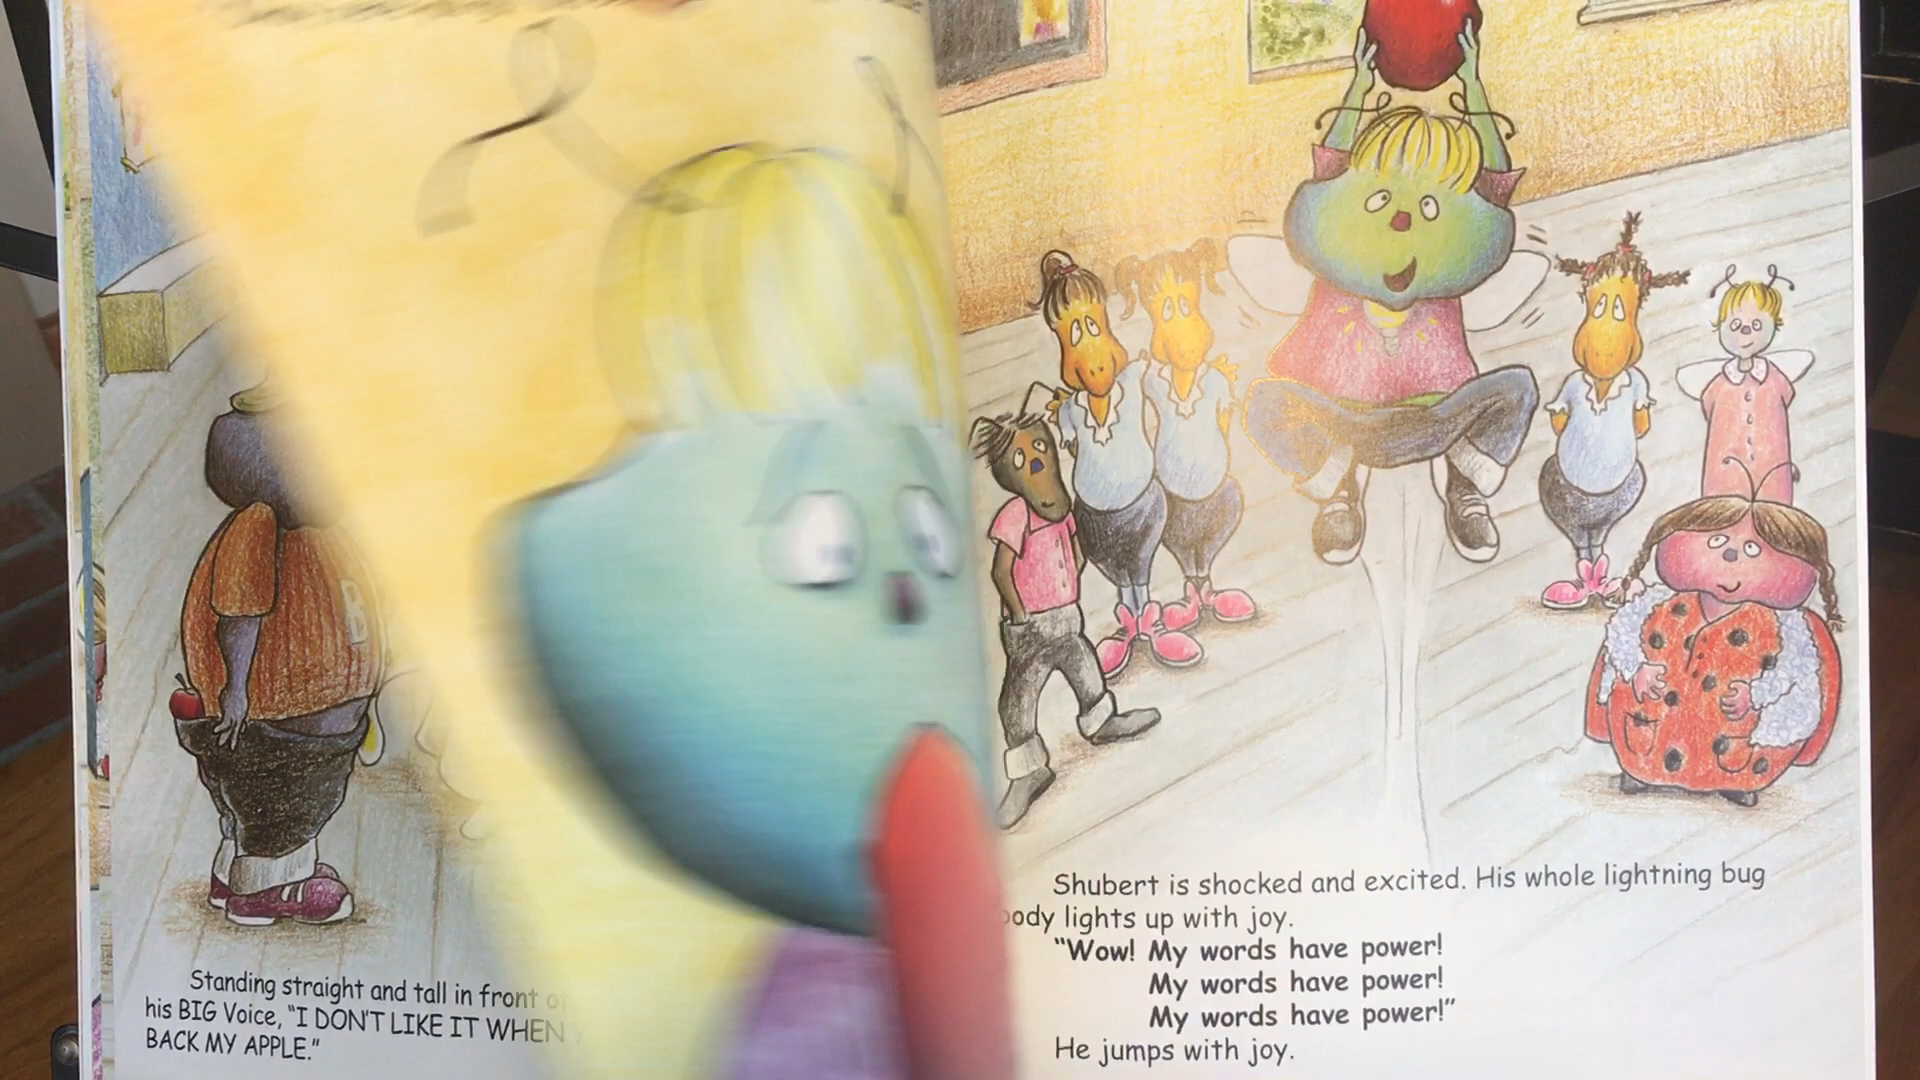 B
Standing straight and tall in front of
his BIG Voice, "I DON'T LIKE IT WHEN
BACK MY APPLE."
Shubert is shocked and excited. His whole lightning bug
body lights up with joy.
"Wow! My words have power!
My words have power!
My words have power!"
He jumps with joy.